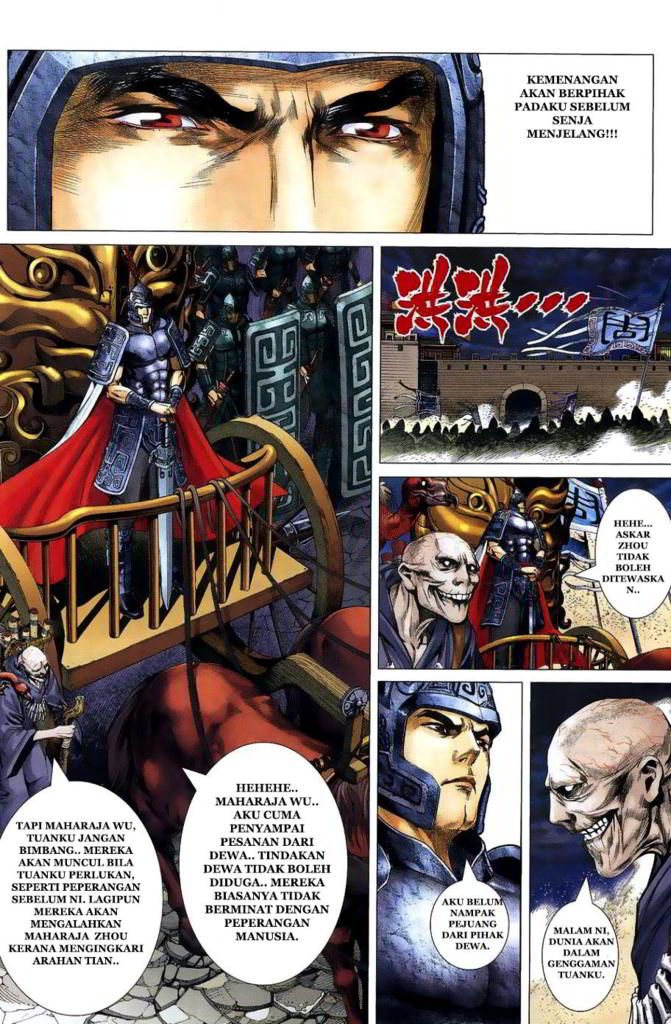 KEMENANGAN
AKAN BERPIHAK
PADAKU SEBELUM
SENJA
MENJELANG!!!
洪洪・・・
HEHE...
ASKAR
ZHOU
TIDAK
BOLEH
DITEWASKA
N..
HEHEHE..
MAHARAJA WU..
AKU CUMA
PENYAMPAI
PESANAN DARI
DEWA.. TINDAKAN
DEWA TIDAK BOLEH
DIDUGA.. MEREKA
BIASANYA TIDAK
BERMINAT DENGAN
PEPERANGAN
MANUSIA.
TAPI MAHARAJA WU,
TUANKU JANGAN
BIMBANG.. MEREKA
AKAN MUNCUL BILA
TUANKU PERLUKAN,
SEPERTI PEPERANGAN
SEBELUM NI. LAGIPUN
MEREKA AKAN
MENGALAHKAN
MAHARAJA ZHOU
KERANA MENGINGKARI
ARAHAN TIAN..
AKU BELUM
NAMPAK
PEJUANG
DARI PIHAK
DEWA.
MALAM NI,
DUNIA AKAN
DALAM
GENGGAMAN
TUANKU.